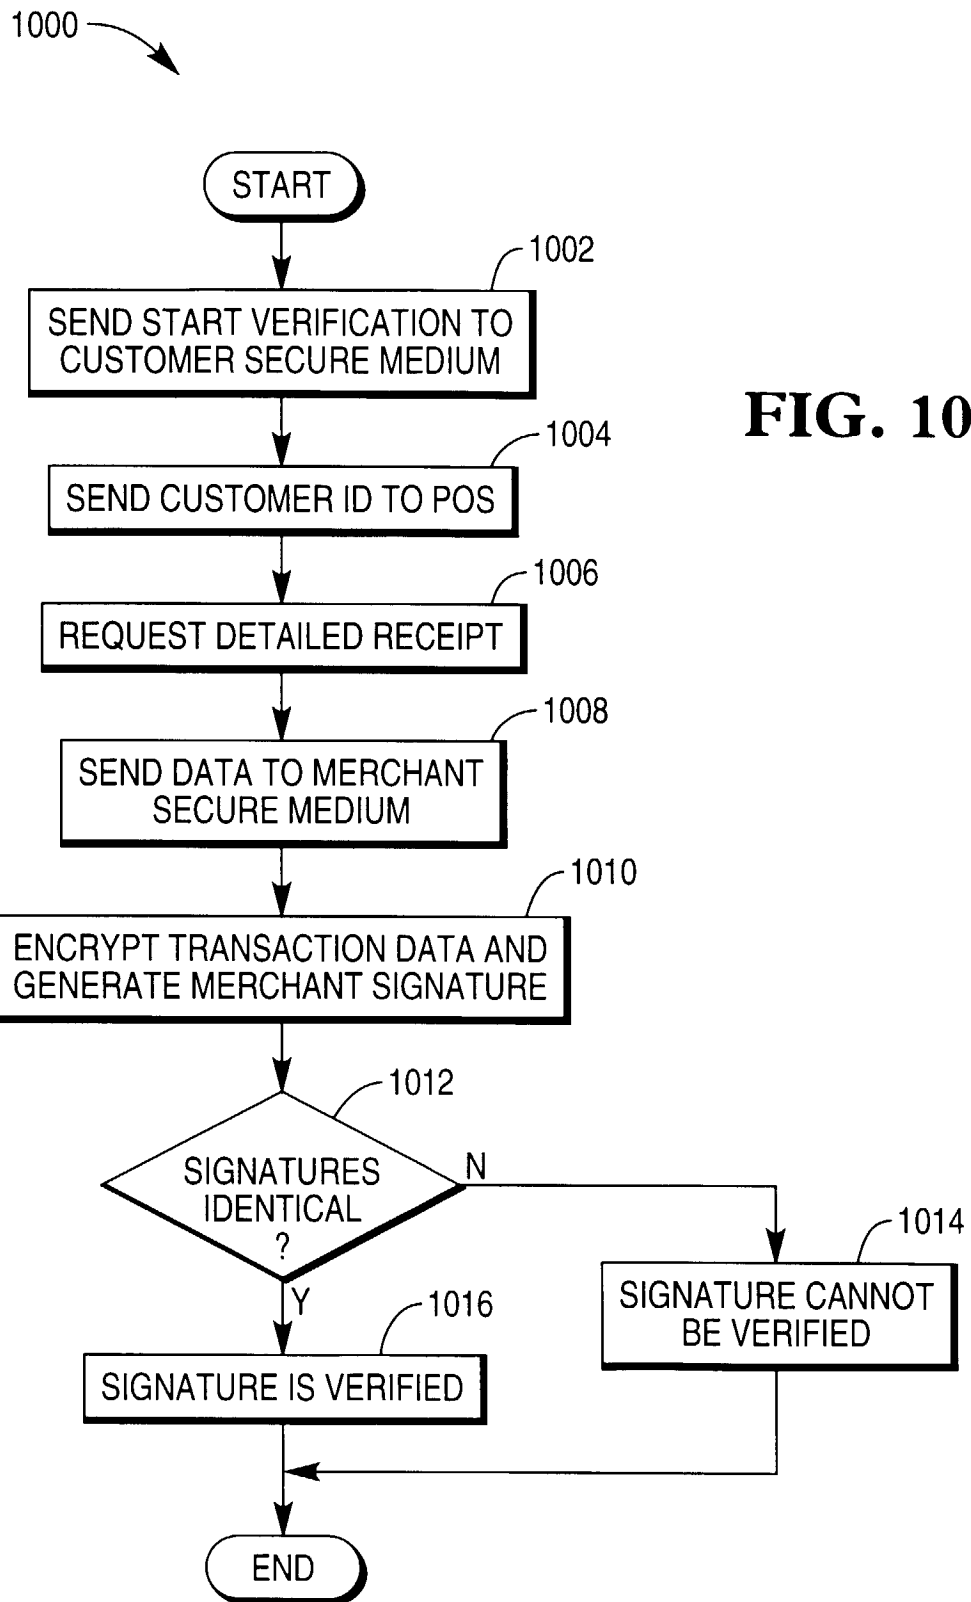 1000
START
1002
SEND START VERIFICATION TO
CUSTOMER SECURE MEDIUM
FIG. 10
1004
SEND CUSTOMER ID TO POS
1006
REQUEST DETAILED RECEIPT
1008
SEND DATA TO MERCHANT
SECURE MEDIUM
1010
ENCRYPT TRANSACTION DATA AND
GENERATE MERCHANT SIGNATURE
1012
SIGNATURES
IDENTICAL
?
N
Y
1014
SIGNATURE CANNOT
BE VERIFIED
1016
SIGNATURE IS VERIFIED
END